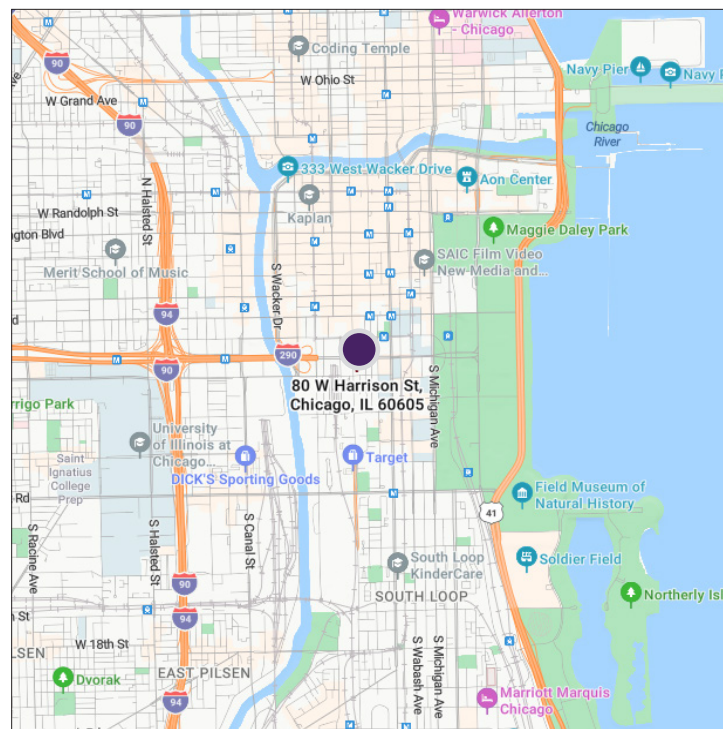 Warwick Allerton
- Chicago
Coding Temple
90
W Ohio St
Navy Pier
Navy P
W Grand Ave
90
Chicago
River
333 West Wacker Drive
Aon Center
N Halsted St
Kaplan
W Randolph St
ngton Blvd
Maggie Daley Park
Merit School of Music
SAIC Film Video
New Media and...
S Wacker Dr
94
290
90
S Michigan Ave
80 W Harrison St,
Chicago, IL 60605
rrigo Park
University
of Illinois at
Chicago...
Saint
Ignatius
College
Prep
DICK'S Sporting Goods
Target
Field Museum of
Natural History
Rd
41
S Racine Ave
S Halsted St
S Canal St
Soldier Field
South Loop
KinderCare
90
SOUTH LOOP
Northerly Isl
94
h St
W 18th St
S Wabash Ave
S Michigan Ave
LSEN
EAST PILSEN
Dvorak
94
Marriott Marquis
Chicago